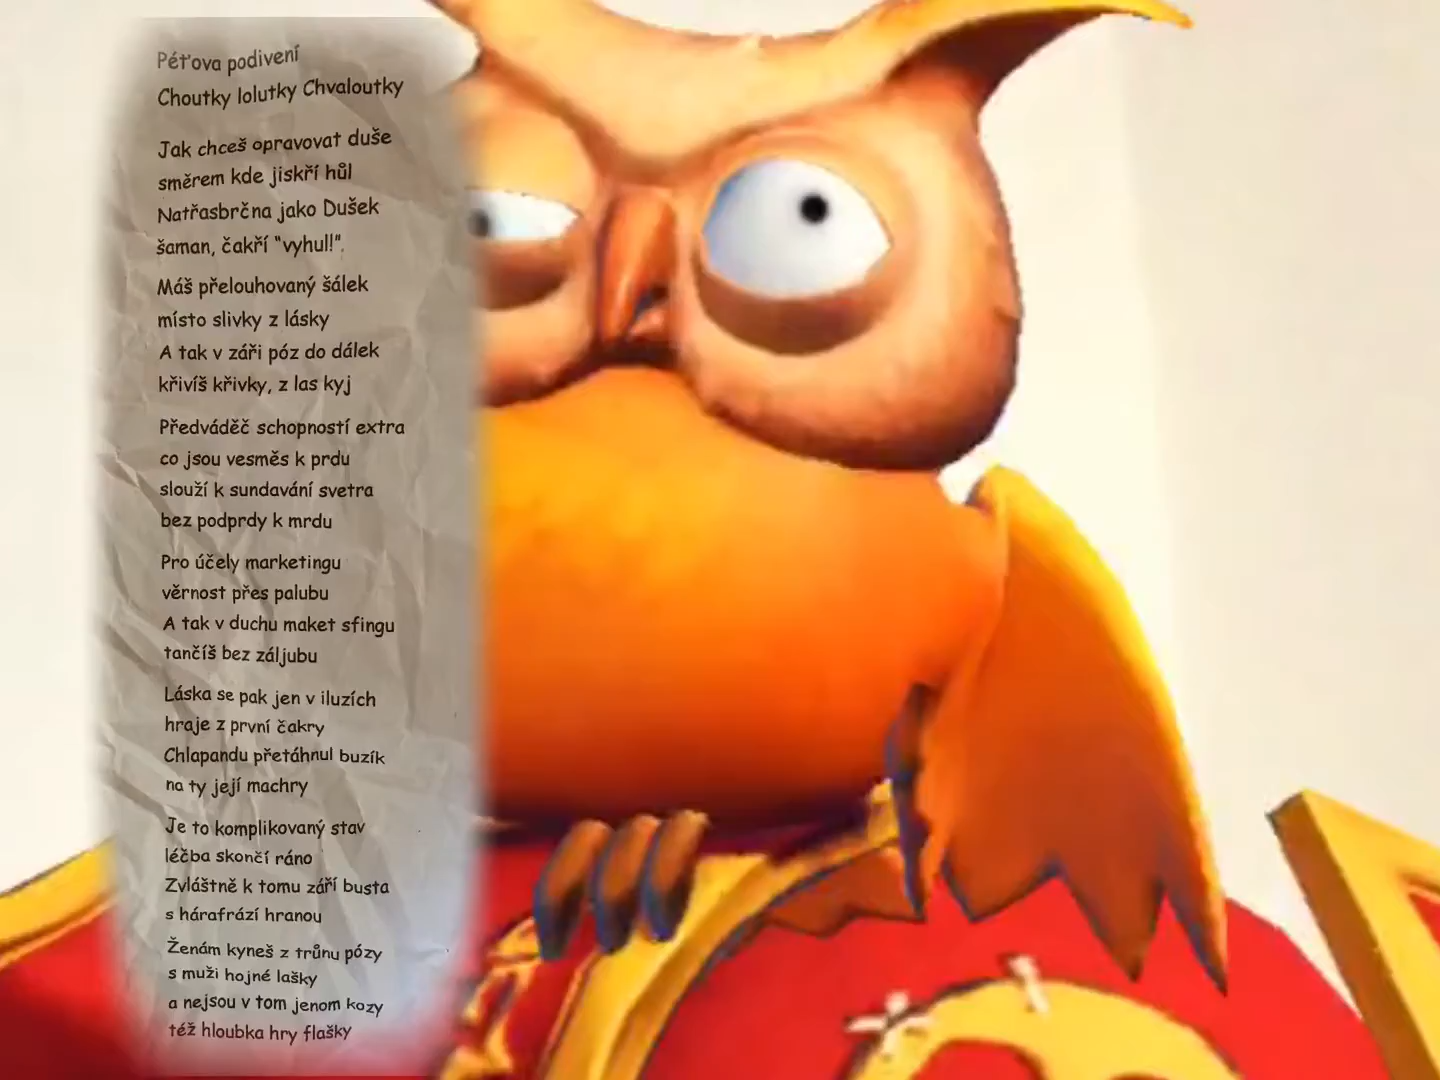 Péťova podivení
Choutky lolutky Chvaloutky
Jak chceš opravovat duše
směrem kde jiskří hůl
Natřasbrčna jako Dušek
šaman, čakří "vyhul!".
Máš přelouhovaný šálek
místo slivky z lásky
A tak v záři póz do dálek
křivíš křivky, z las kyj
Předváděč schopností extra
co jsou vesměs k prdu
slouží k sundavání svetra
bez podprdy k mrdu
Pro účely marketingu
věrnost přes palubu
A tak v duchu maket sfingu
tančíš bez záljubu
Láska se pak jen v iluzích
hraje z první čakry
Chlapandu přetáhnul buzík
na ty její machry
Je to komplikovaný stav
léčba skončí ráno
Zvláštně k tomu září busta
s hárafrází hranou
Ženám kyneš z trůnu pózy
s muži hojné lašky
a nejsou v tom jenom kozy
též hloubka hry flašky